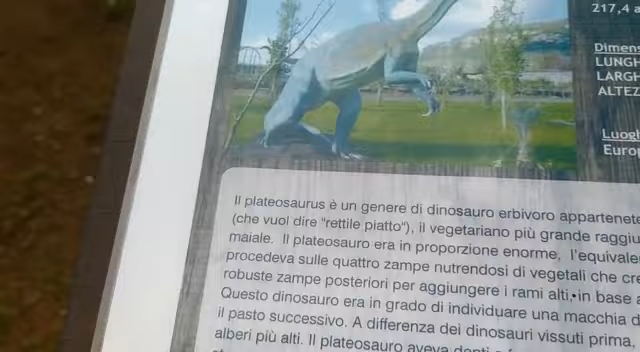 217,4 a
Dimens
LUNGH
LARGH
ALTEZ
Luogh
Europ
Il plateosaurus è un genere di dinosauro erbivoro appartenete
(che vuol dire "rettile piatto"), il vegetariano più grande raggiu
maiale. Il plateosauro era in proporzione enorme, l'equivale
procedeva sulle quattro zampe nutrendosi di vegetali che cre
robuste zampe posteriori per aggiungere i rami alti, in base a
Questo dinosauro era in grado di individuare una macchia d
il pasto successivo. A differenza dei dinosauri vissuti prima,
alberi più alti. Il plateosauro aveva denti